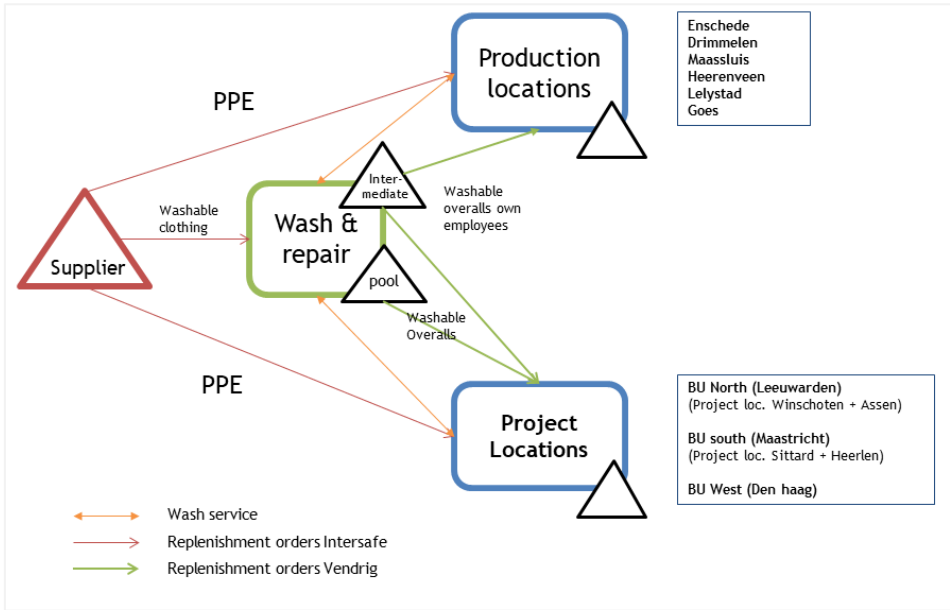 Production
locations
Enschede
Drimmelen
Maassluis
Heerenveen
Lelystad
Goes
PPE
Inter-
mediate
Washable
overalls own
employees
Washable
clothing
Wash &
repair
Supplier
pool
Washable
Overalls
PPE
Project
Locations
BU North (Leeuwarden)
(Project loc. Winschoten + Assen)
BU south (Maastricht)
(Project loc. Sittard + Heerlen)
BU West (Den haag)
Wash service
Replenishment orders Intersafe
Replenishment orders Vendrig